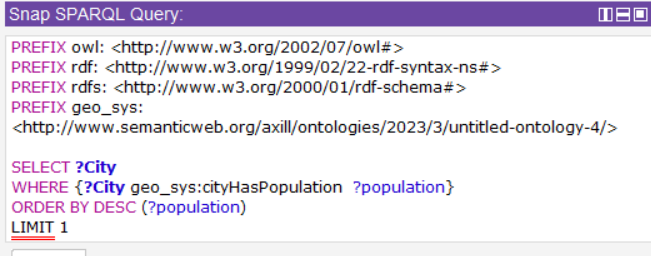 Snap SPARQL Query:
PREFIX owl: <http://www.w3.org/2002/07/owl#>
PREFIX rdf: <http://www.w3.org/1999/02/22-rdf-syntax-ns#>
PREFIX rdfs: <http://www.w3.org/2000/01/rdf-schema#>
PREFIX geo_sys:
<http://www.semanticweb.org/axill/ontologies/2023/3/untitled-ontology-4/>
SELECT ?City
WHERE {?City geo_sys:cityHasPopulation  ?population}
ORDER BY DESC (?population)
LIMIT 1